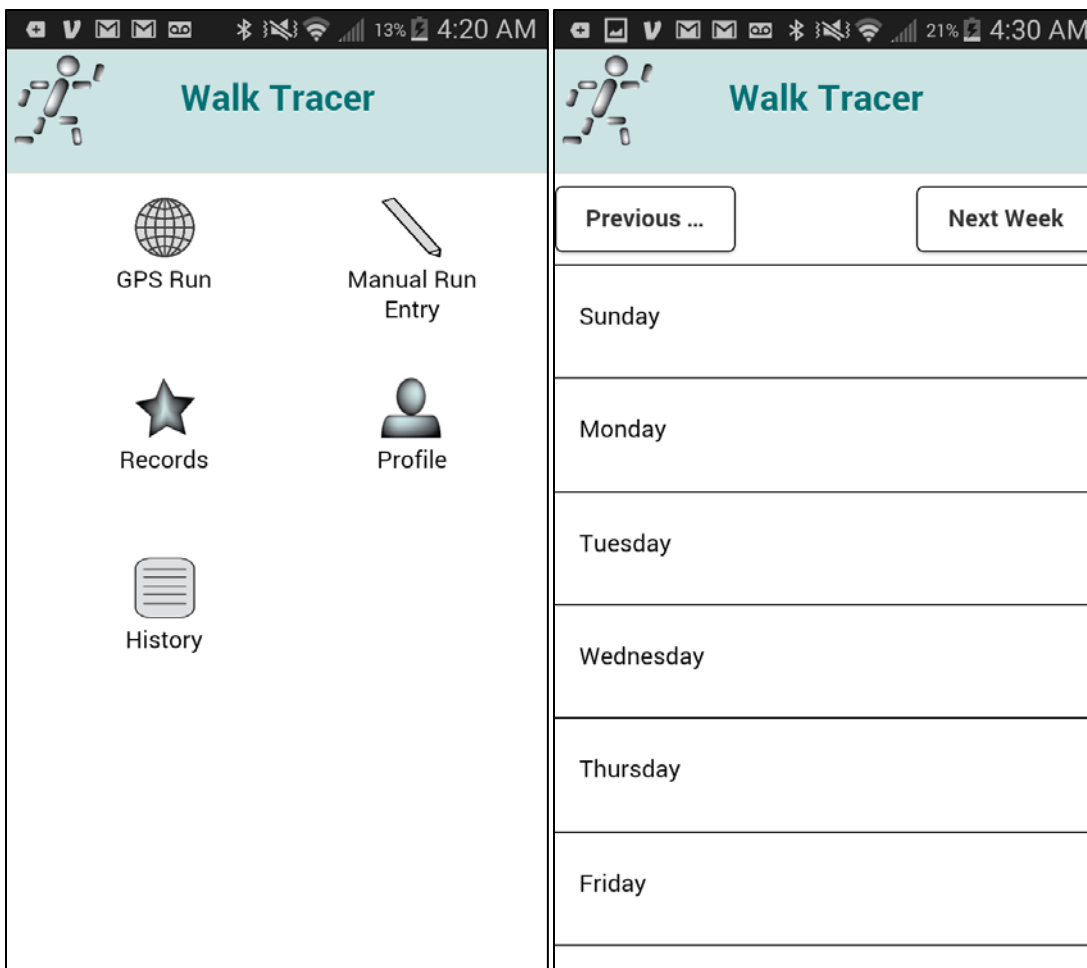 13% 4:20 AM
Walk Tracer
GPS Run
Manual Run
Entry
Records
Profile
History
21% 4:30 AM
Walk Tracer
Previous ...
Next Week
Sunday
Monday
Tuesday
Wednesday
Thursday
Friday